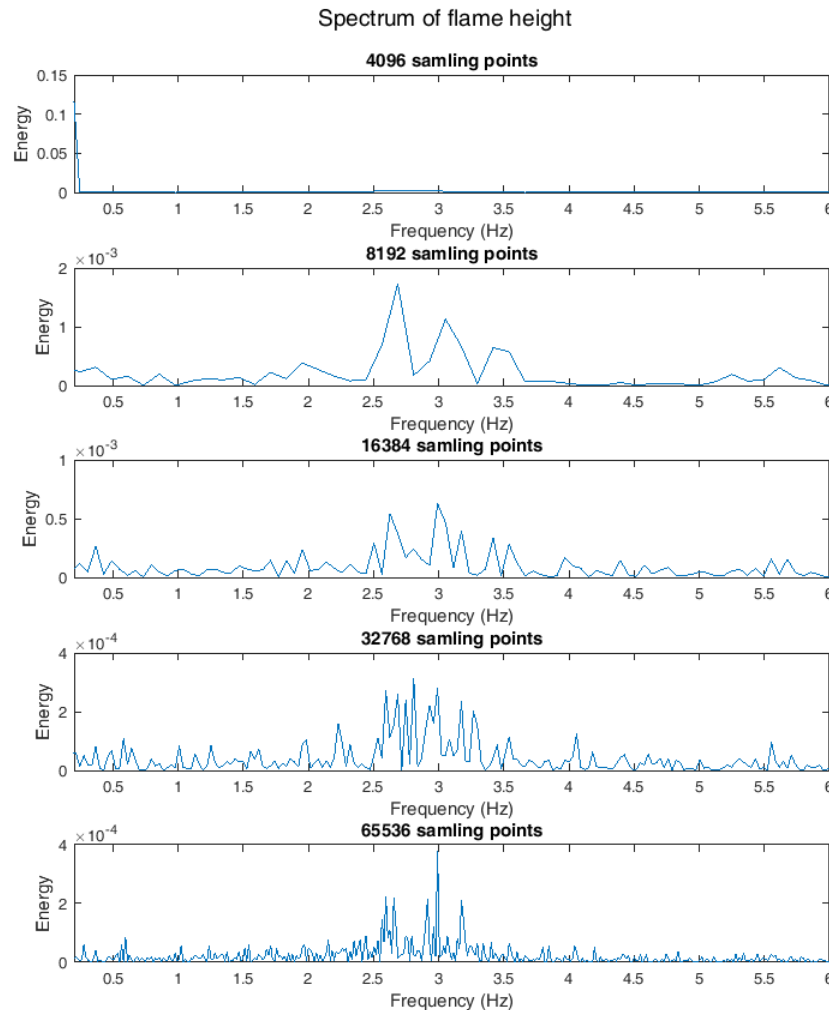 Spectrum of flame height
4096 samling points
0.15
0.1
0.05
0
Energy
0.5 1 1.5 2 2.5 3 3.5 4 4.5 5 5.5 6
Frequency (Hz)
8192 samling points
×10⁻³
2
1
0
Energy
0.5 1 1.5 2 2.5 3 3.5 4 4.5 5 5.5 6
Frequency (Hz)
16384 samling points
×10⁻³
1
0.5
0
Energy
0.5 1 1.5 2 2.5 3 3.5 4 4.5 5 5.5 6
Frequency (Hz)
32768 samling points
×10⁻⁴
4
2
0
Energy
0.5 1 1.5 2 2.5 3 3.5 4 4.5 5 5.5 6
Frequency (Hz)
65536 samling points
×10⁻⁴
4
2
0
Energy
0.5 1 1.5 2 2.5 3 3.5 4 4.5 5 5.5 6
Frequency (Hz)